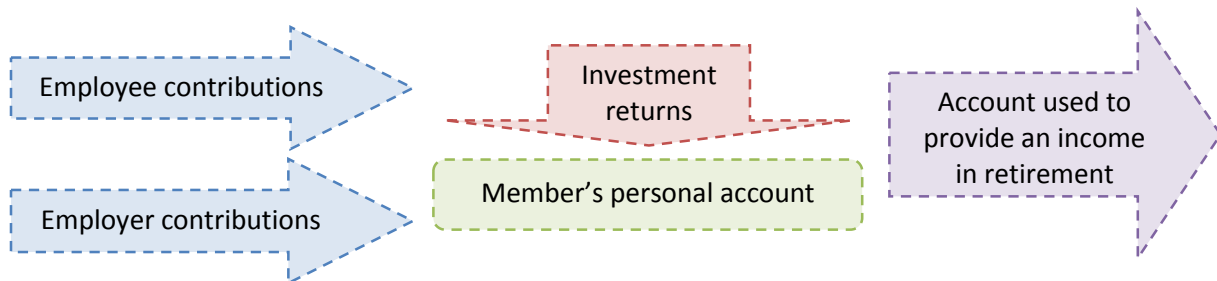 Employee contributions
Employer contributions
Investment
returns
Member’s personal account
Account used to
provide an income
in retirement